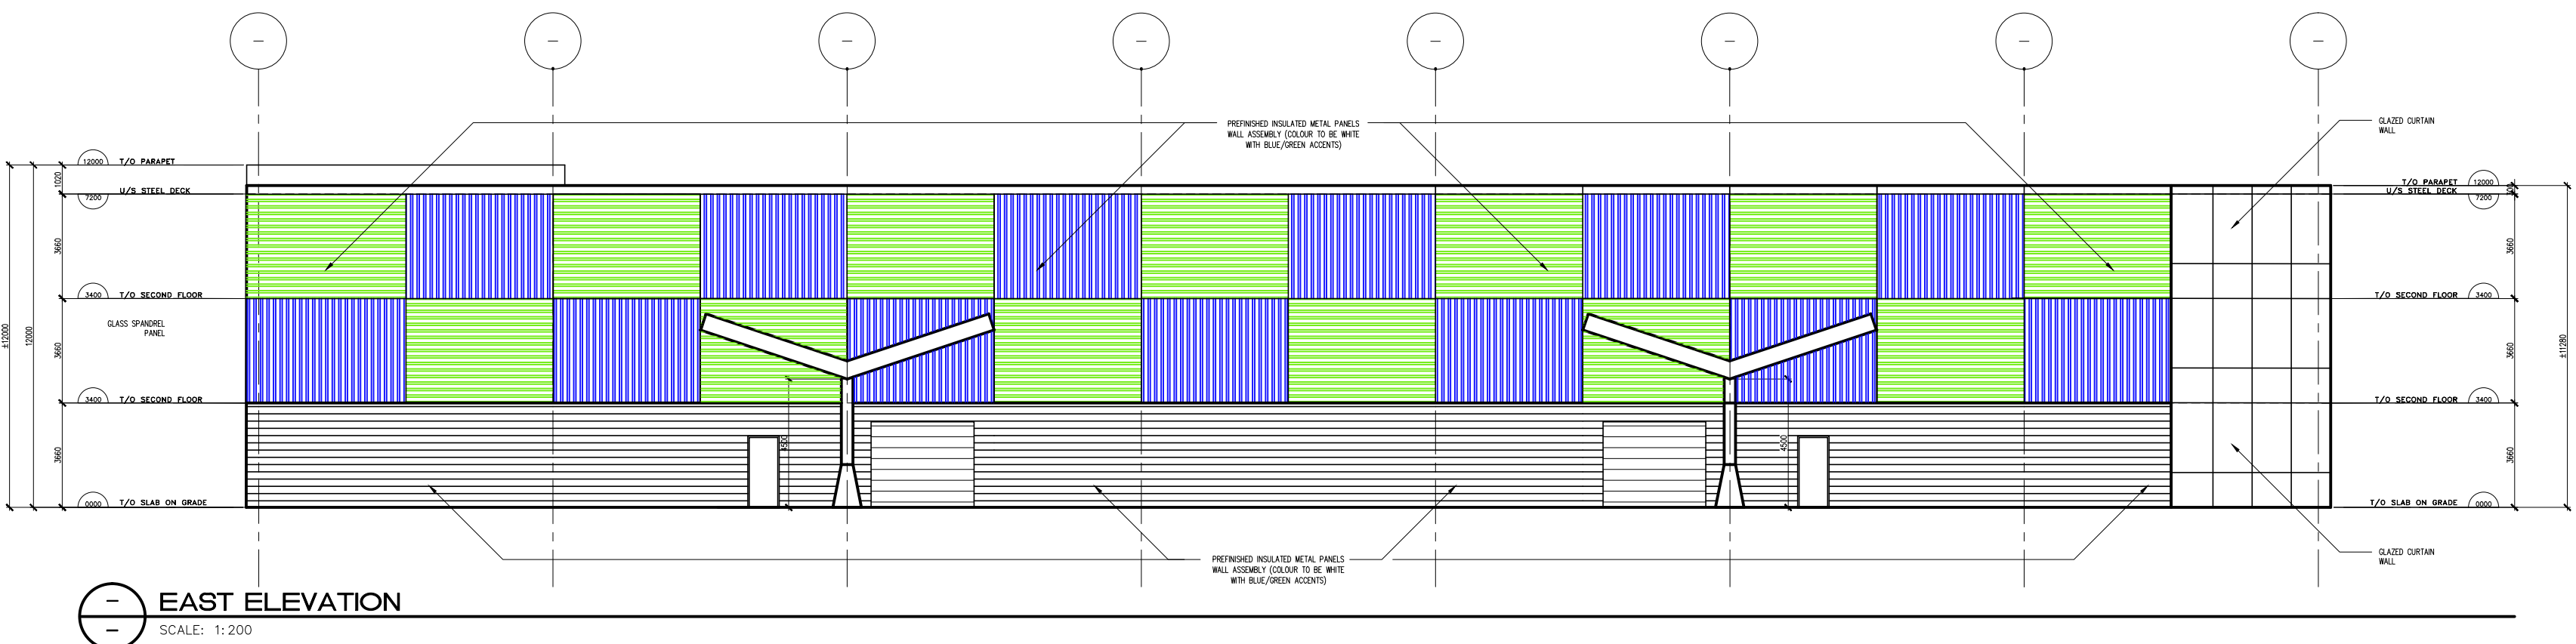 —
—
—
—
—
—
—
—
PREFINISHED INSULATED METAL PANELS
WALL ASSEMBLY (COLOUR TO BE WHITE
WITH BLUE/GREEN ACCENTS)
GLAZED CURTAIN
WALL
12000 T/O PARAPET
1020
U/S STEEL DECK
7200
3660
3400 T/O SECOND FLOOR
GLASS SPANDREL
PANEL
±12000
12000
3660
3400 T/O SECOND FLOOR
3660
0000 T/O SLAB ON GRADE
4500
4500
T/O PARAPET 12000
U/S STEEL DECK
7200
3660
T/O SECOND FLOOR 3400
3660
±11280
T/O SECOND FLOOR 3400
3660
T/O SLAB ON GRADE 0000
PREFINISHED INSULATED METAL PANELS
WALL ASSEMBLY (COLOUR TO BE WHITE
WITH BLUE/GREEN ACCENTS)
GLAZED CURTAIN
WALL
—
—
EAST ELEVATION
SCALE: 1:200